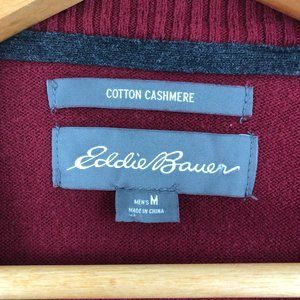 COTTON CASHMERE
Eddie Bauer
MEN'S M
MADE IN CHINA